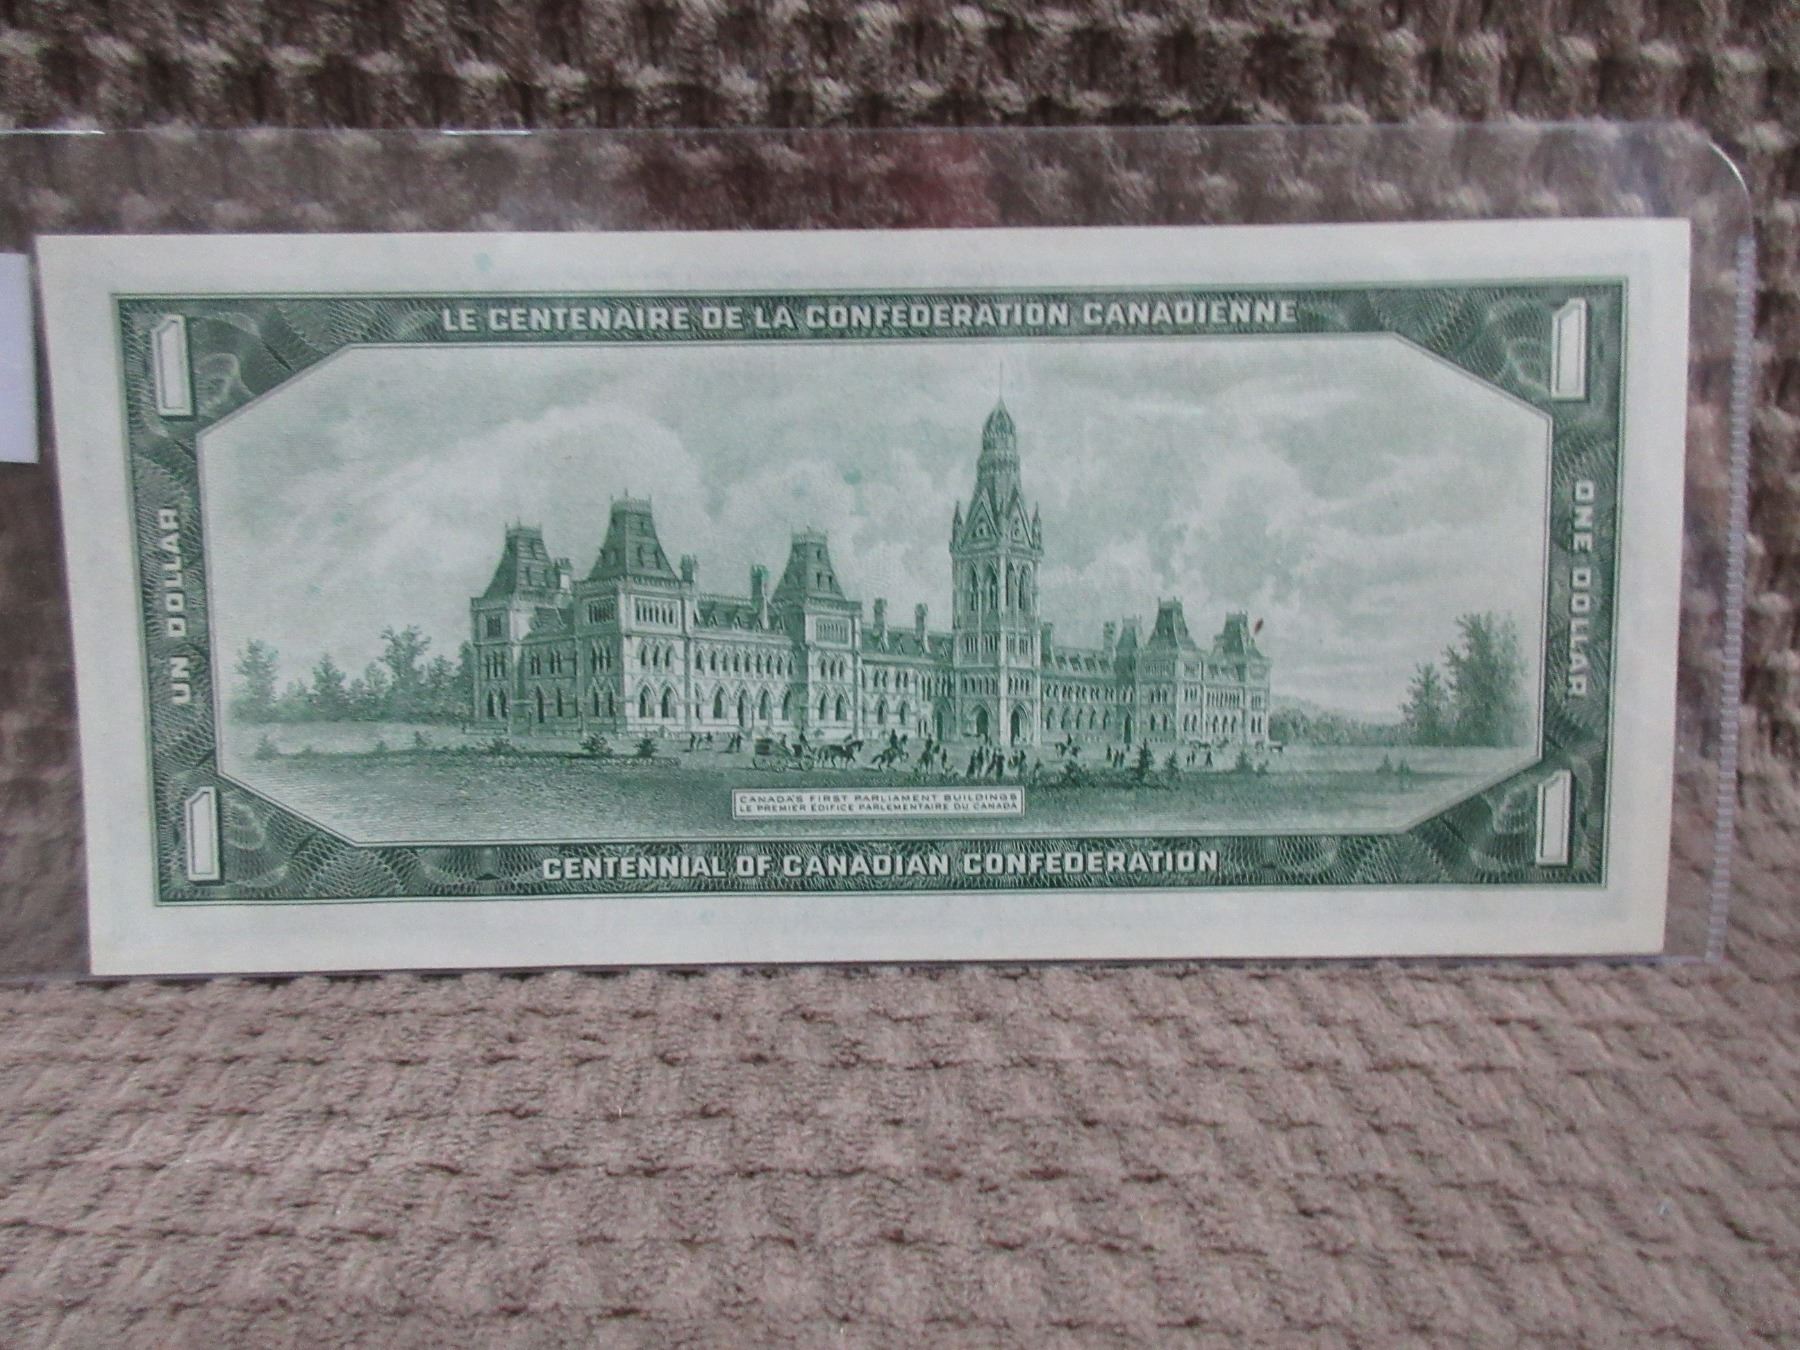 LE CENTENAIRE DE LA CONFEDERATION CANADIENNE
1
1
UN DOLLAR
ONE DOLLAR
CANADA'S FIRST PARLIAMENT BUILDINGS
LE PREMIER ÉDIFICE PARLEMENTAIRE DU CANADA
1
1
CENTENNIAL OF CANADIAN CONFEDERATION